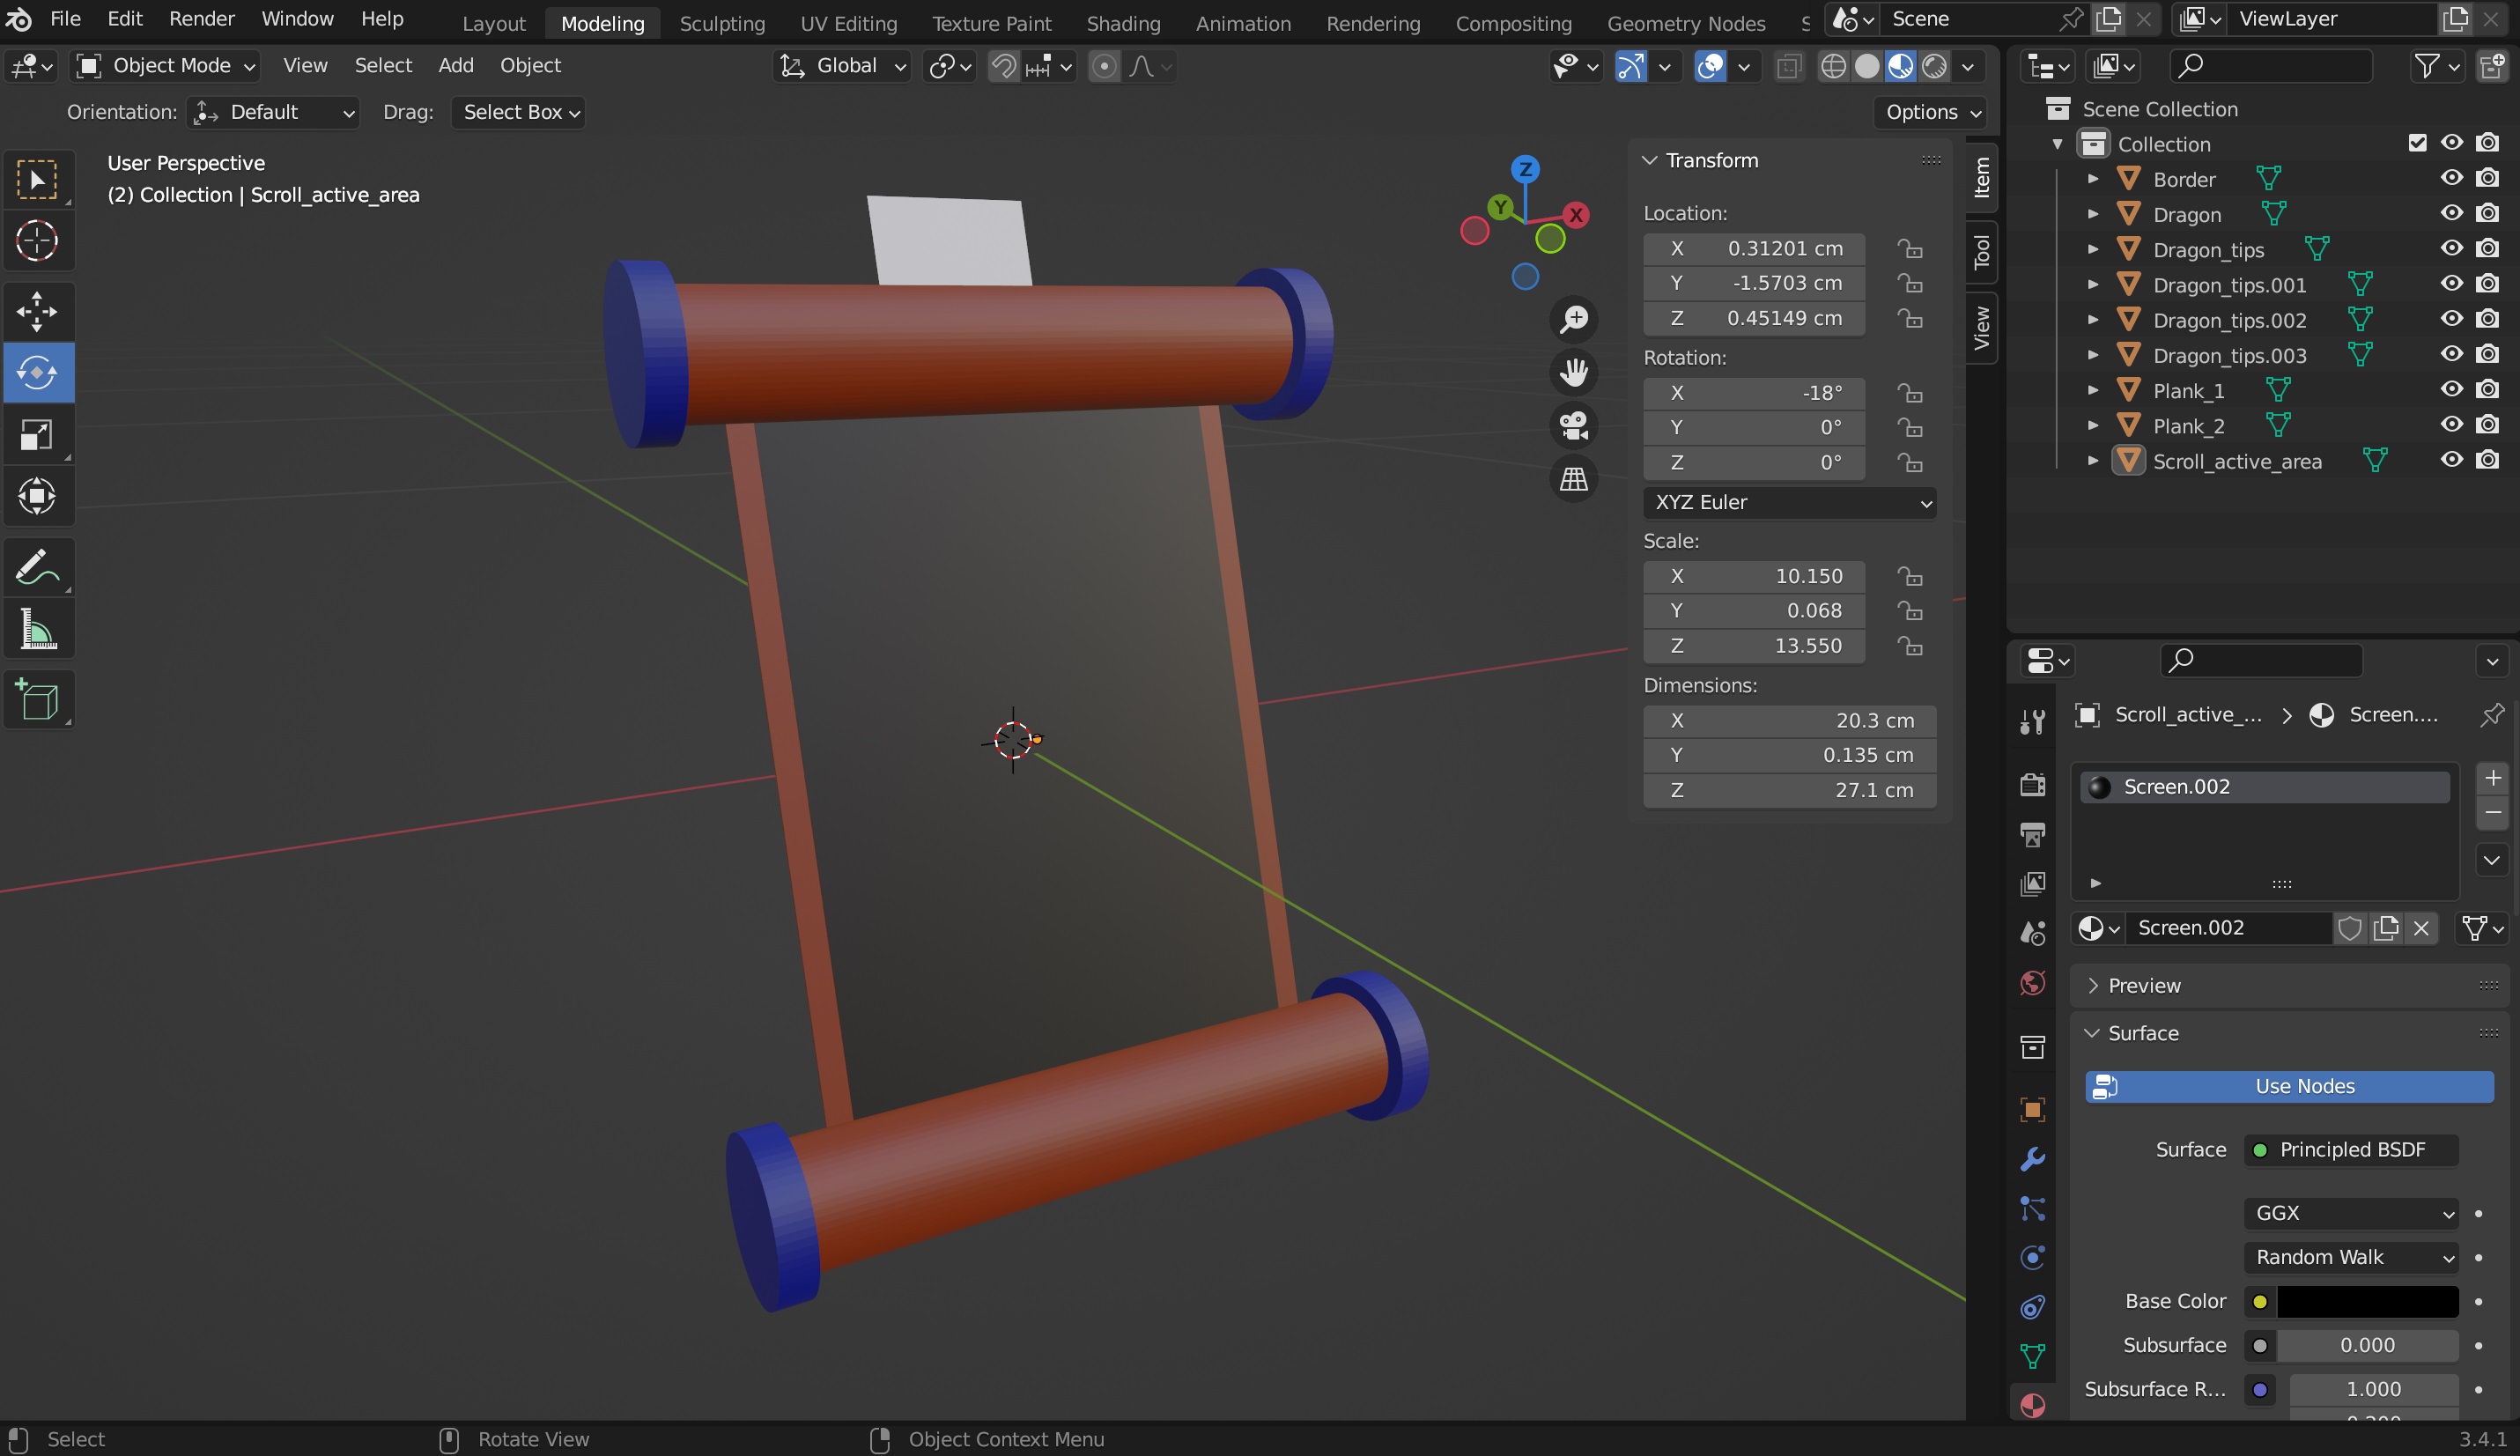 File Edit Render Window Help Layout Modeling Sculpting UV Editing Texture Paint Shading Animation Rendering Compositing Geometry Nodes Scene ViewLayer
Object Mode View Select Add Object Global
Orientation: Default Drag: Select Box Options
User Perspective
(2) Collection | Scroll_active_area
Z
Y
X
Transform
Location:
X 0.31201 cm
Y -1.5703 cm
Z 0.45149 cm
Rotation:
X -18°
Y 0°
Z 0°
XYZ Euler
Scale:
X 10.150
Y 0.068
Z 13.550
Dimensions:
X 20.3 cm
Y 0.135 cm
Z 27.1 cm
Item
Tool
View
Scene Collection
Collection
Border
Dragon
Dragon_tips
Dragon_tips.001
Dragon_tips.002
Dragon_tips.003
Plank_1
Plank_2
Scroll_active_area
Scroll_active_... Screen....
Screen.002
Screen.002
Preview
Surface
Use Nodes
Surface Principled BSDF
GGX
Random Walk
Base Color
Subsurface 0.000
Subsurface R... 1.000
Select Rotate View Object Context Menu 3.4.1